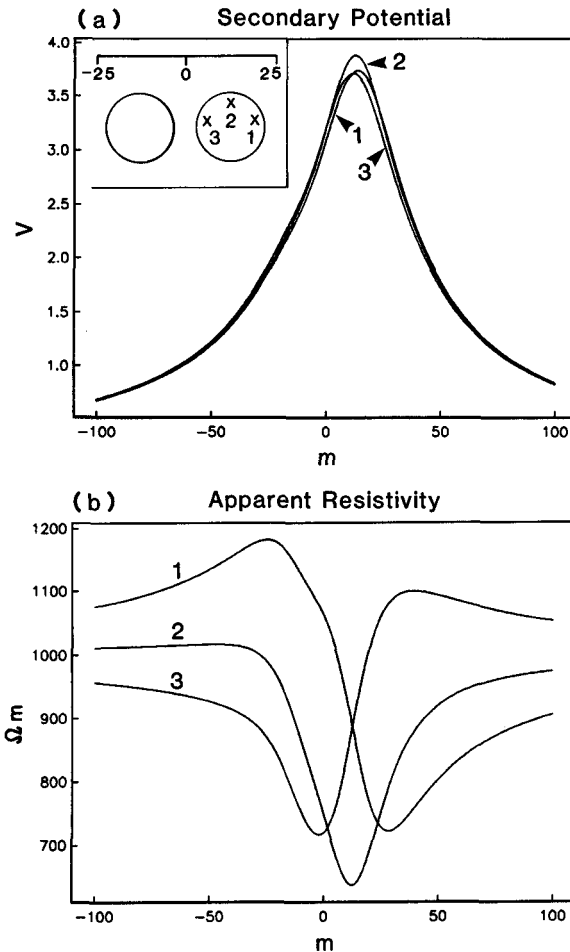 (a) Secondary Potential
4.0
3.5
3.0
2.5
2.0
1.5
1.0
V
-25 0 25
x x x
2
3 1
2
1
3
-100 -50 0 50 100
m
(b) Apparent Resistivity
1200
1100
1000
900
800
700
Ωm
1
2
3
-100 -50 0 50 100
m